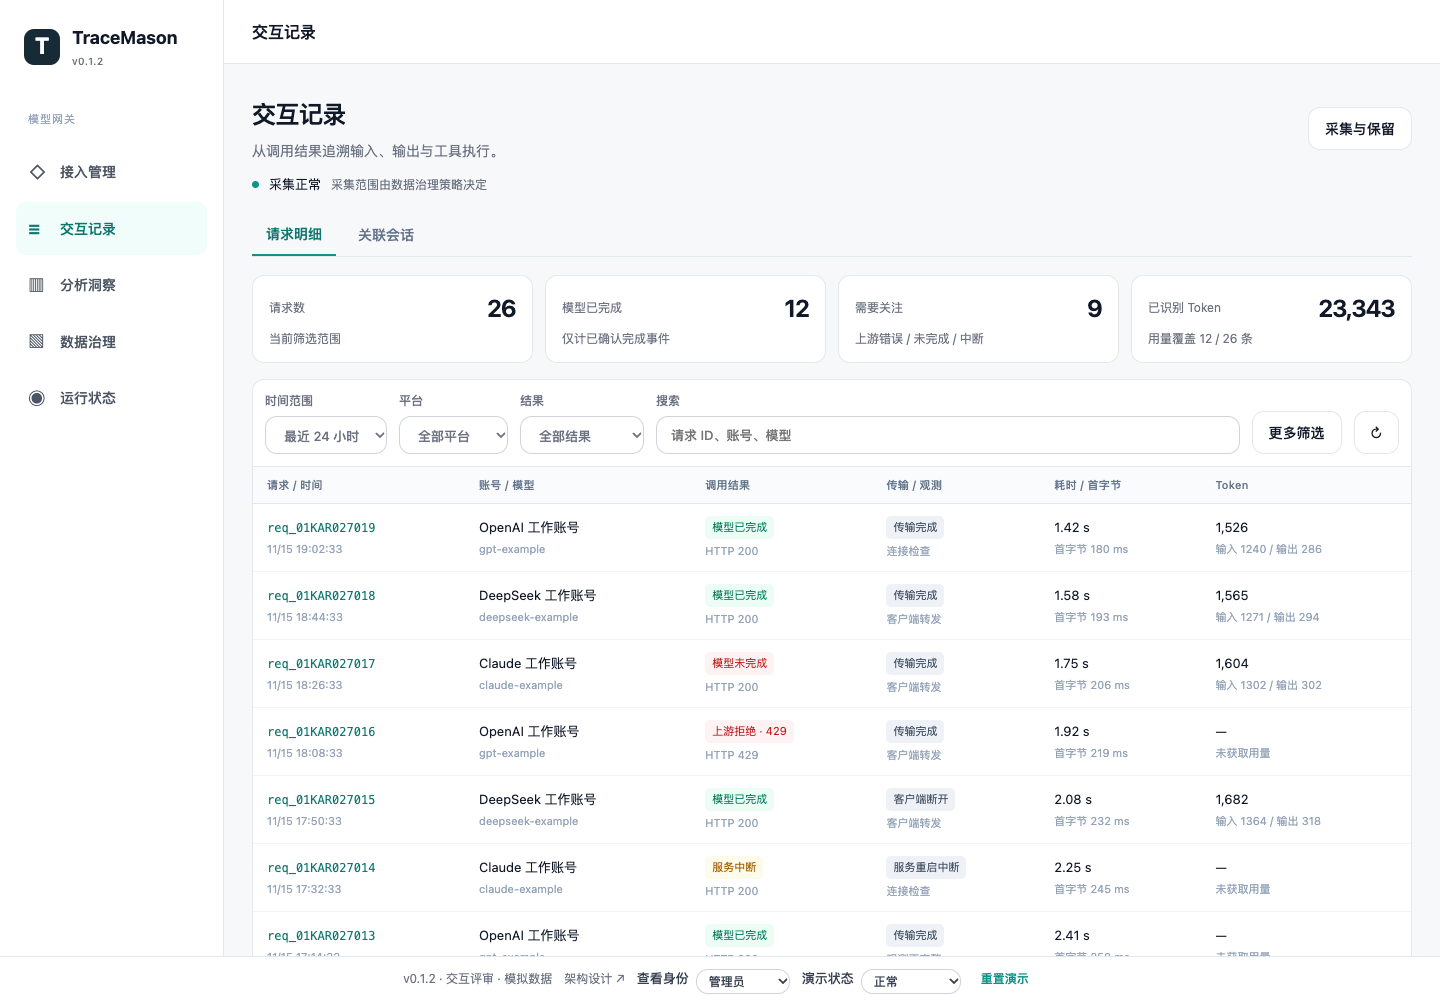 T
TraceMason
v0.1.2
模型网关
接入管理
交互记录
分析洞察
数据治理
运行状态
交互记录
交互记录
从调用结果追溯输入、输出与工具执行。
采集正常 采集范围由数据治理策略决定
采集与保留
请求明细 关联会话
请求数 26
当前筛选范围
模型已完成 12
仅计已确认完成事件
需要关注 9
上游错误 / 未完成 / 中断
已识别 Token 23,343
用量覆盖 12 / 26 条
时间范围 平台 结果 搜索
最近 24 小时 全部平台 全部结果 请求 ID、账号、模型 更多筛选 ↻
请求 / 时间 账号 / 模型 调用结果 传输 / 观测 耗时 / 首字节 Token
req_01KAR027019 OpenAI 工作账号 模型已完成 传输完成 1.42 s 1,526
11/15 19:02:33 gpt-example HTTP 200 连接检查 首字节 180 ms 输入 1240 / 输出 286
req_01KAR027018 DeepSeek 工作账号 模型已完成 传输完成 1.58 s 1,565
11/15 18:44:33 deepseek-example HTTP 200 客户端转发 首字节 193 ms 输入 1271 / 输出 294
req_01KAR027017 Claude 工作账号 模型未完成 传输完成 1.75 s 1,604
11/15 18:26:33 claude-example HTTP 200 客户端转发 首字节 206 ms 输入 1302 / 输出 302
req_01KAR027016 OpenAI 工作账号 上游拒绝 · 429 传输完成 1.92 s —
11/15 18:08:33 gpt-example HTTP 429 客户端转发 首字节 219 ms 未获取用量
req_01KAR027015 DeepSeek 工作账号 模型已完成 客户端断开 2.08 s 1,682
11/15 17:50:33 deepseek-example HTTP 200 客户端转发 首字节 232 ms 输入 1364 / 输出 318
req_01KAR027014 Claude 工作账号 服务中断 服务重启中断 2.25 s —
11/15 17:32:33 claude-example HTTP 200 连接检查 首字节 245 ms 未获取用量
req_01KAR027013 OpenAI 工作账号 模型已完成 传输完成 2.41 s —
v0.1.2 · 交互评审 · 模拟数据 架构设计 ↗ 查看身份 管理员 演示状态 正常 重置演示